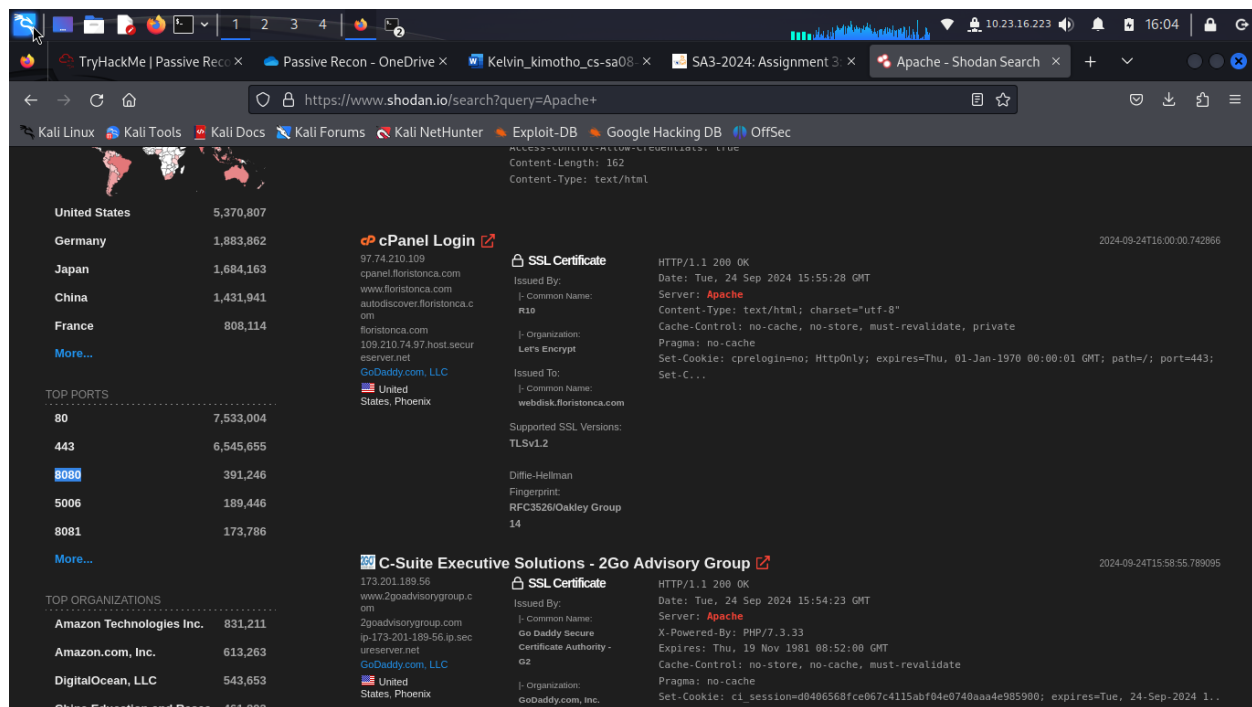 1 2 3 4 2 10.23.16.223 16:04
TryHackMe | Passive Reco × Passive Recon - OneDrive × Kelvin_kimotho_cs-sa08- × SA3-2024: Assignment 3: × Apache - Shodan Search × +
https://www.shodan.io/search?query=Apache+
Kali Linux Kali Tools Kali Docs Kali Forums Kali NetHunter Exploit-DB Google Hacking DB OffSec
Access-Control-Allow-Credentials: true
Content-Length: 162
Content-Type: text/html
United States 5,370,807
Germany 1,883,862
Japan 1,684,163
China 1,431,941
France 808,114
More...
TOP PORTS
80 7,533,004
443 6,545,655
8080 391,246
5006 189,446
8081 173,786
More...
TOP ORGANIZATIONS
Amazon Technologies Inc. 831,211
Amazon.com, Inc. 613,263
DigitalOcean, LLC 543,653
cPanel Login
2024-09-24T16:00:00.742866
97.74.210.109
cpanel.floristonca.com
www.floristonca.com
autodiscover.floristonca.c
om
floristonca.com
109.210.74.97.host.secur
eserver.net
GoDaddy.com, LLC
United
States, Phoenix
SSL Certificate
Issued By:
|- Common Name:
R10
|- Organization:
Let's Encrypt
Issued To:
|- Common Name:
webdisk.floristonca.com
Supported SSL Versions:
TLSv1.2
Diffie-Hellman
Fingerprint:
RFC3526/Oakley Group
14
HTTP/1.1 200 OK
Date: Tue, 24 Sep 2024 15:55:28 GMT
Server: Apache
Content-Type: text/html; charset="utf-8"
Cache-Control: no-cache, no-store, must-revalidate, private
Pragma: no-cache
Set-Cookie: cprelogin=no; HttpOnly; expires=Thu, 01-Jan-1970 00:00:01 GMT; path=/; port=443;
Set-C...
2GO C-Suite Executive Solutions - 2Go Advisory Group
2024-09-24T15:58:55.789095
173.201.189.56
www.2goadvisorygroup.c
om
2goadvisorygroup.com
ip-173-201-189-56.ip.sec
ureserver.net
GoDaddy.com, LLC
United
States, Phoenix
SSL Certificate
Issued By:
|- Common Name:
Go Daddy Secure
Certificate Authority -
G2
|- Organization:
GoDaddy.com, Inc.
HTTP/1.1 200 OK
Date: Tue, 24 Sep 2024 15:54:23 GMT
Server: Apache
X-Powered-By: PHP/7.3.33
Expires: Thu, 19 Nov 1981 08:52:00 GMT
Cache-Control: no-store, no-cache, must-revalidate
Pragma: no-cache
Set-Cookie: ci_session=d0406568fce067c4115abf04e0740aaa4e985900; expires=Tue, 24-Sep-2024 1..